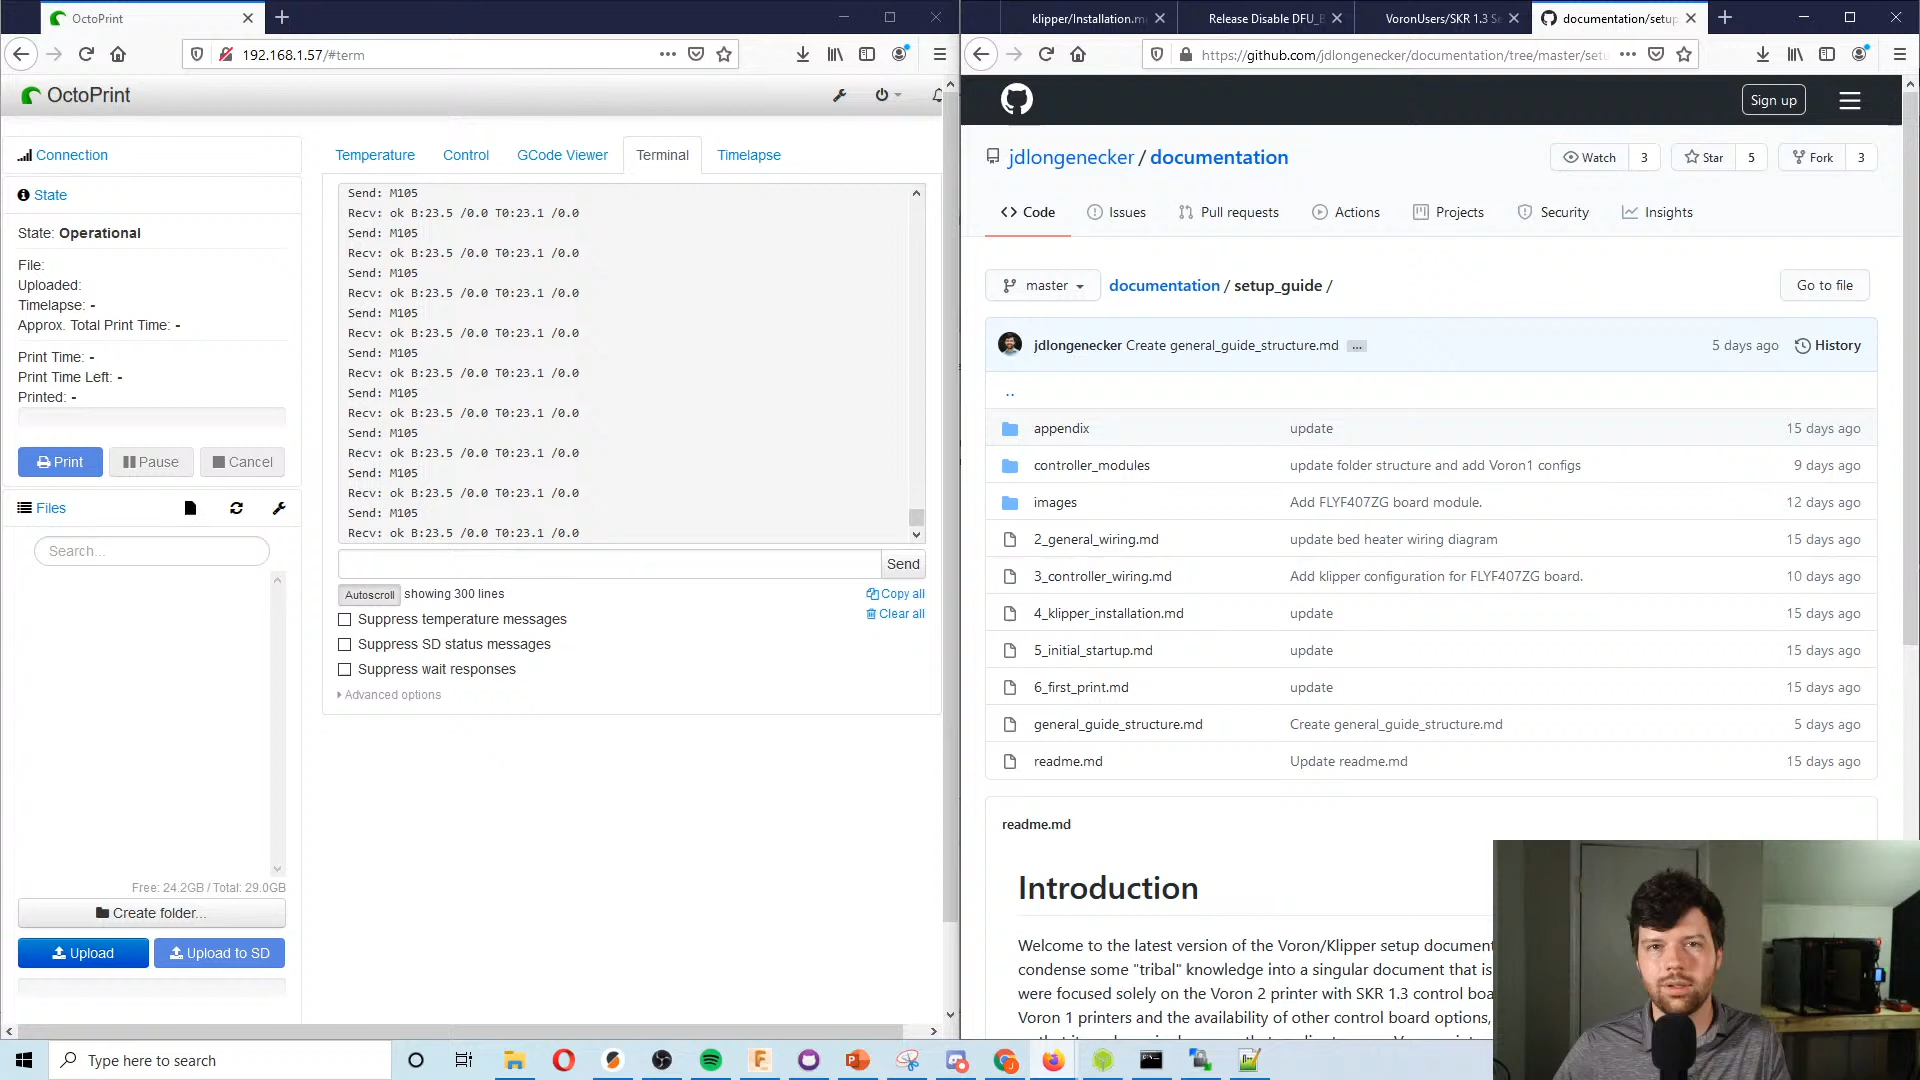 OctoPrint
192.168.1.57/#term
OctoPrint
Connection
State
State: Operational
File:
Uploaded:
Timelapse: -
Approx. Total Print Time: -
Print Time: -
Print Time Left: -
Printed: -
Print
Pause
Cancel
Files
Search...
Free: 24.2GB / Total: 29.0GB
Create folder...
Upload
Upload to SD
Temperature
Control
GCode Viewer
Terminal
Timelapse
Send: M105
Recv: ok B:23.5 /0.0 T0:23.1 /0.0
Send: M105
Recv: ok B:23.5 /0.0 T0:23.1 /0.0
Send: M105
Recv: ok B:23.5 /0.0 T0:23.1 /0.0
Send: M105
Recv: ok B:23.5 /0.0 T0:23.1 /0.0
Send: M105
Recv: ok B:23.5 /0.0 T0:23.1 /0.0
Send: M105
Recv: ok B:23.5 /0.0 T0:23.1 /0.0
Send: M105
Recv: ok B:23.5 /0.0 T0:23.1 /0.0
Send: M105
Recv: ok B:23.5 /0.0 T0:23.1 /0.0
Send: M105
Recv: ok B:23.5 /0.0 T0:23.1 /0.0
Send
Autoscroll showing 300 lines
Copy all
Clear all
Suppress temperature messages
Suppress SD status messages
Suppress wait responses
Advanced options
klipper/Installation.m
Release Disable DFU_B
VoronUsers/SKR 1.3 Se
documentation/setup
https://github.com/jdlongenecker/documentation/tree/master/setu
Sign up
jdlongenecker / documentation
Watch 3
Star 5
Fork 3
Code
Issues
Pull requests
Actions
Projects
Security
Insights
master
documentation / setup_guide /
Go to file
jdlongenecker Create general_guide_structure.md ... 5 days ago History
..
appendix update 15 days ago
controller_modules update folder structure and add Voron1 configs 9 days ago
images Add FLYF407ZG board module. 12 days ago
2_general_wiring.md update bed heater wiring diagram 15 days ago
3_controller_wiring.md Add klipper configuration for FLYF407ZG board. 10 days ago
4_klipper_installation.md update 15 days ago
5_initial_startup.md update 15 days ago
6_first_print.md update 15 days ago
general_guide_structure.md Create general_guide_structure.md 5 days ago
readme.md Update readme.md 15 days ago
readme.md
Introduction
Welcome to the latest version of the Voron/Klipper setup document
condense some "tribal" knowledge into a singular document that is
were focused solely on the Voron 2 printer with SKR 1.3 control boa
Voron 1 printers and the availability of other control board options,
Type here to search